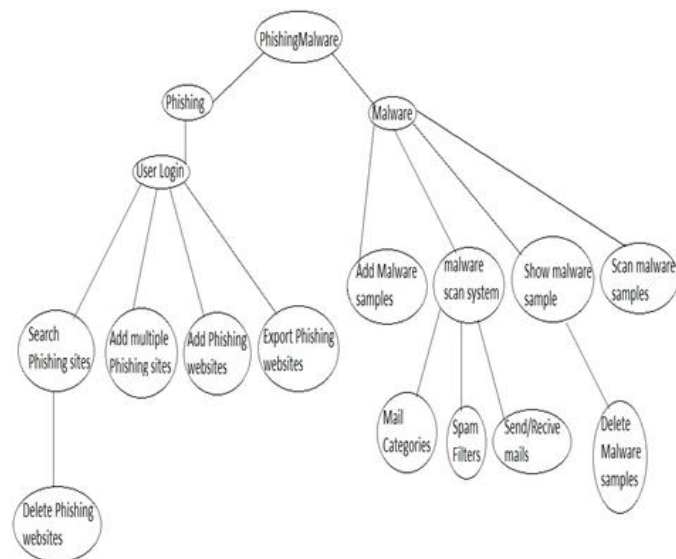 PhishingMalware
Phishing
Malware
User Login
Add Malware
samples
malware
scan system
Show malware
sample
Scan malware
samples
Search
Phishing sites
Add multiple
Phishing sites
Add Phishing
websites
Export Phishing
websites
Mail
Categories
Spam
Filters
Send/Recive
mails
Delete
Malware
samples
Delete Phishing
websites